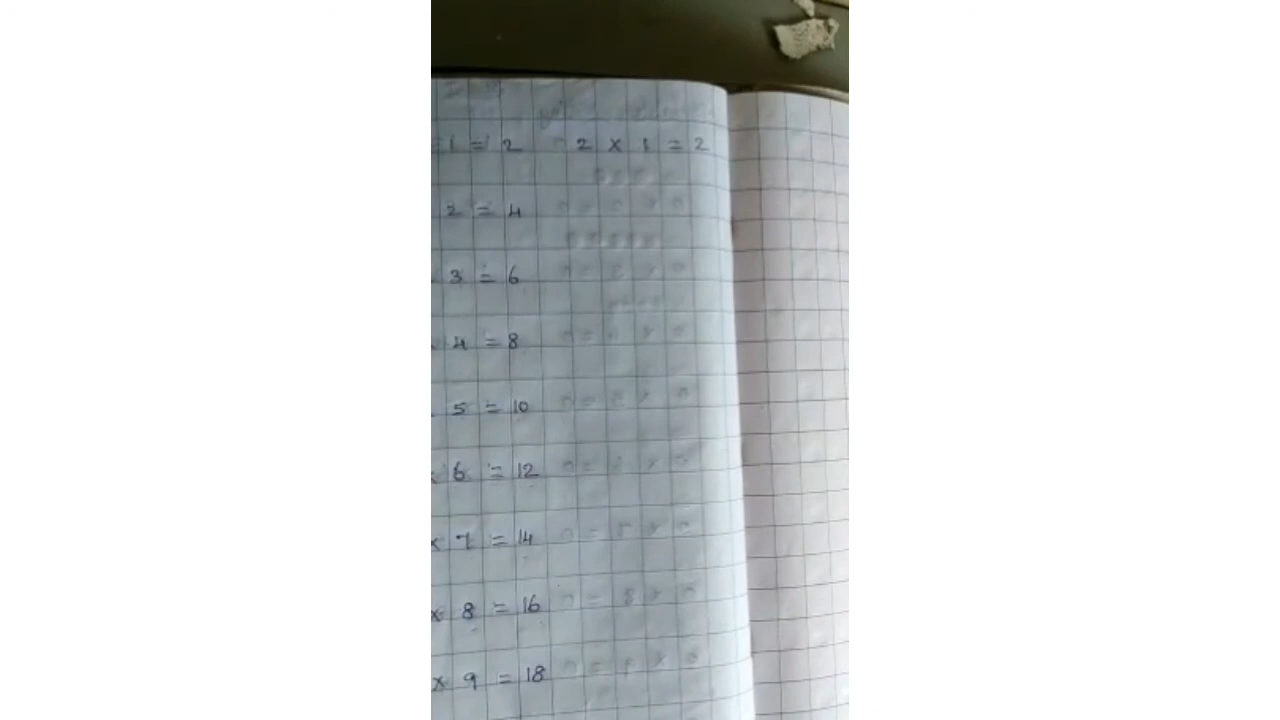 1 = 2 2 x 1 = 2
2 = 4
3 = 6
4 = 8
5 = 10
x 6 = 12
x 7 = 14
x 8 = 16
x 9 = 18